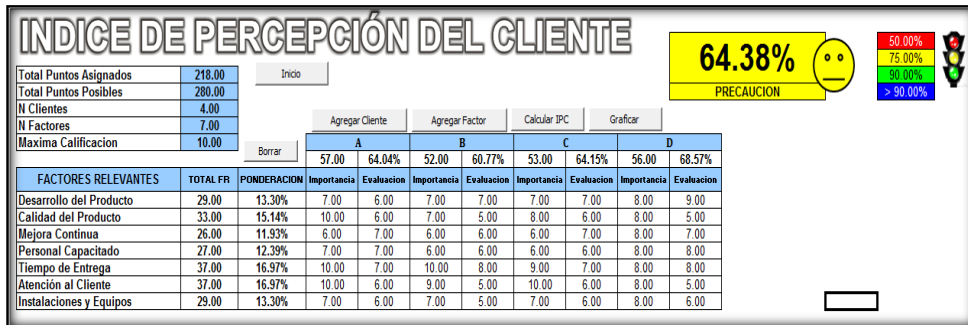 INDICE DE PERCEPCIÓN DEL CLIENTE
64.38%
PRECAUCION
50.00%
75.00%
90.00%
> 90.00%
Total Puntos Asignados 218.00
Total Puntos Posibles 280.00
N Clientes 4.00
N Factores 7.00
Maxima Calificacion 10.00
Inicio
Agregar Cliente Agregar Factor Calcular IPC Graficar
Borrar
A B C D
57.00 64.04% 52.00 60.77% 53.00 64.15% 56.00 68.57%
FACTORES RELEVANTES TOTAL FR PONDERACION Importancia Evaluacion Importancia Evaluacion Importancia Evaluacion Importancia Evaluacion
Desarrollo del Producto 29.00 13.30% 7.00 6.00 7.00 7.00 7.00 7.00 8.00 9.00
Calidad del Producto 33.00 15.14% 10.00 6.00 7.00 5.00 8.00 6.00 8.00 5.00
Mejora Continua 26.00 11.93% 6.00 7.00 6.00 6.00 6.00 7.00 8.00 7.00
Personal Capacitado 27.00 12.39% 7.00 7.00 6.00 6.00 6.00 6.00 8.00 8.00
Tiempo de Entrega 37.00 16.97% 10.00 7.00 10.00 8.00 9.00 7.00 8.00 8.00
Atención al Cliente 37.00 16.97% 10.00 6.00 9.00 5.00 10.00 6.00 8.00 5.00
Instalaciones y Equipos 29.00 13.30% 7.00 6.00 7.00 5.00 7.00 6.00 8.00 6.00